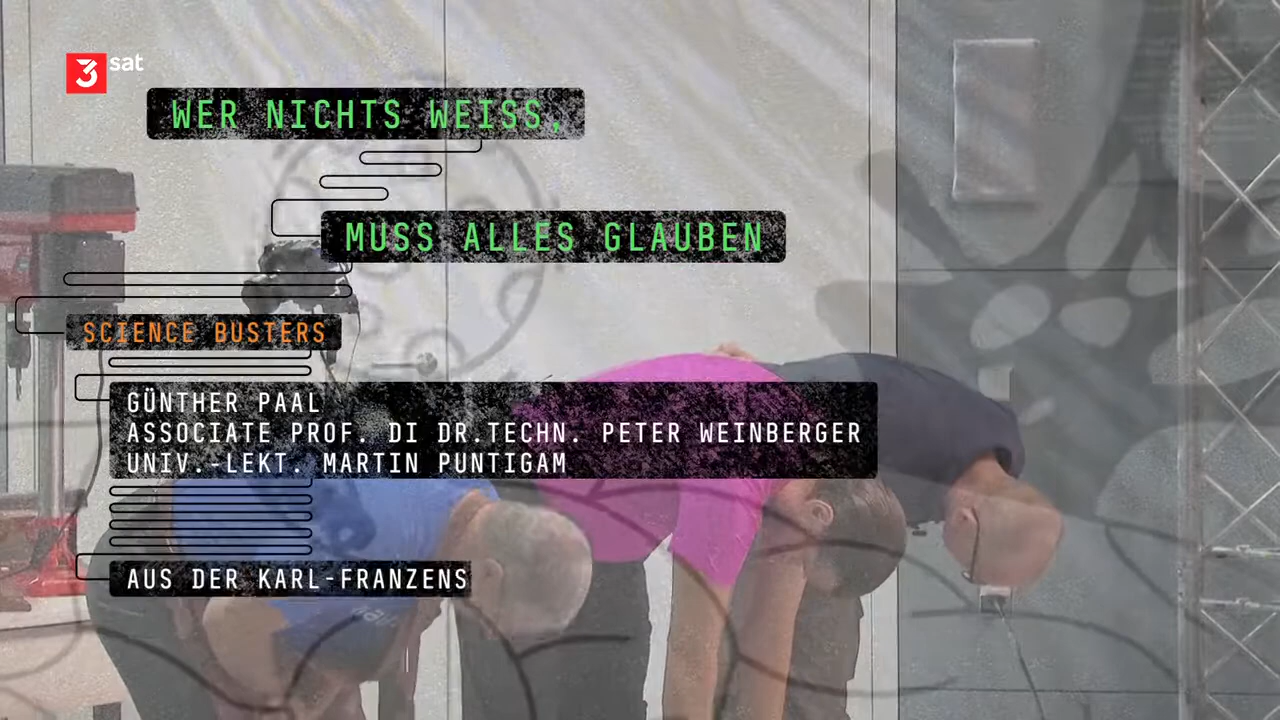 3sat
WER NICHTS WEISS,
MUSS ALLES GLAUBEN
SCIENCE BUSTERS
GÜNTHER PAAL
ASSOCIATE PROF. DI DR.TECHN. PETER WEINBERGER
UNIV.-LEKT. MARTIN PUNTIGAM
AUS DER KARL-FRANZENS